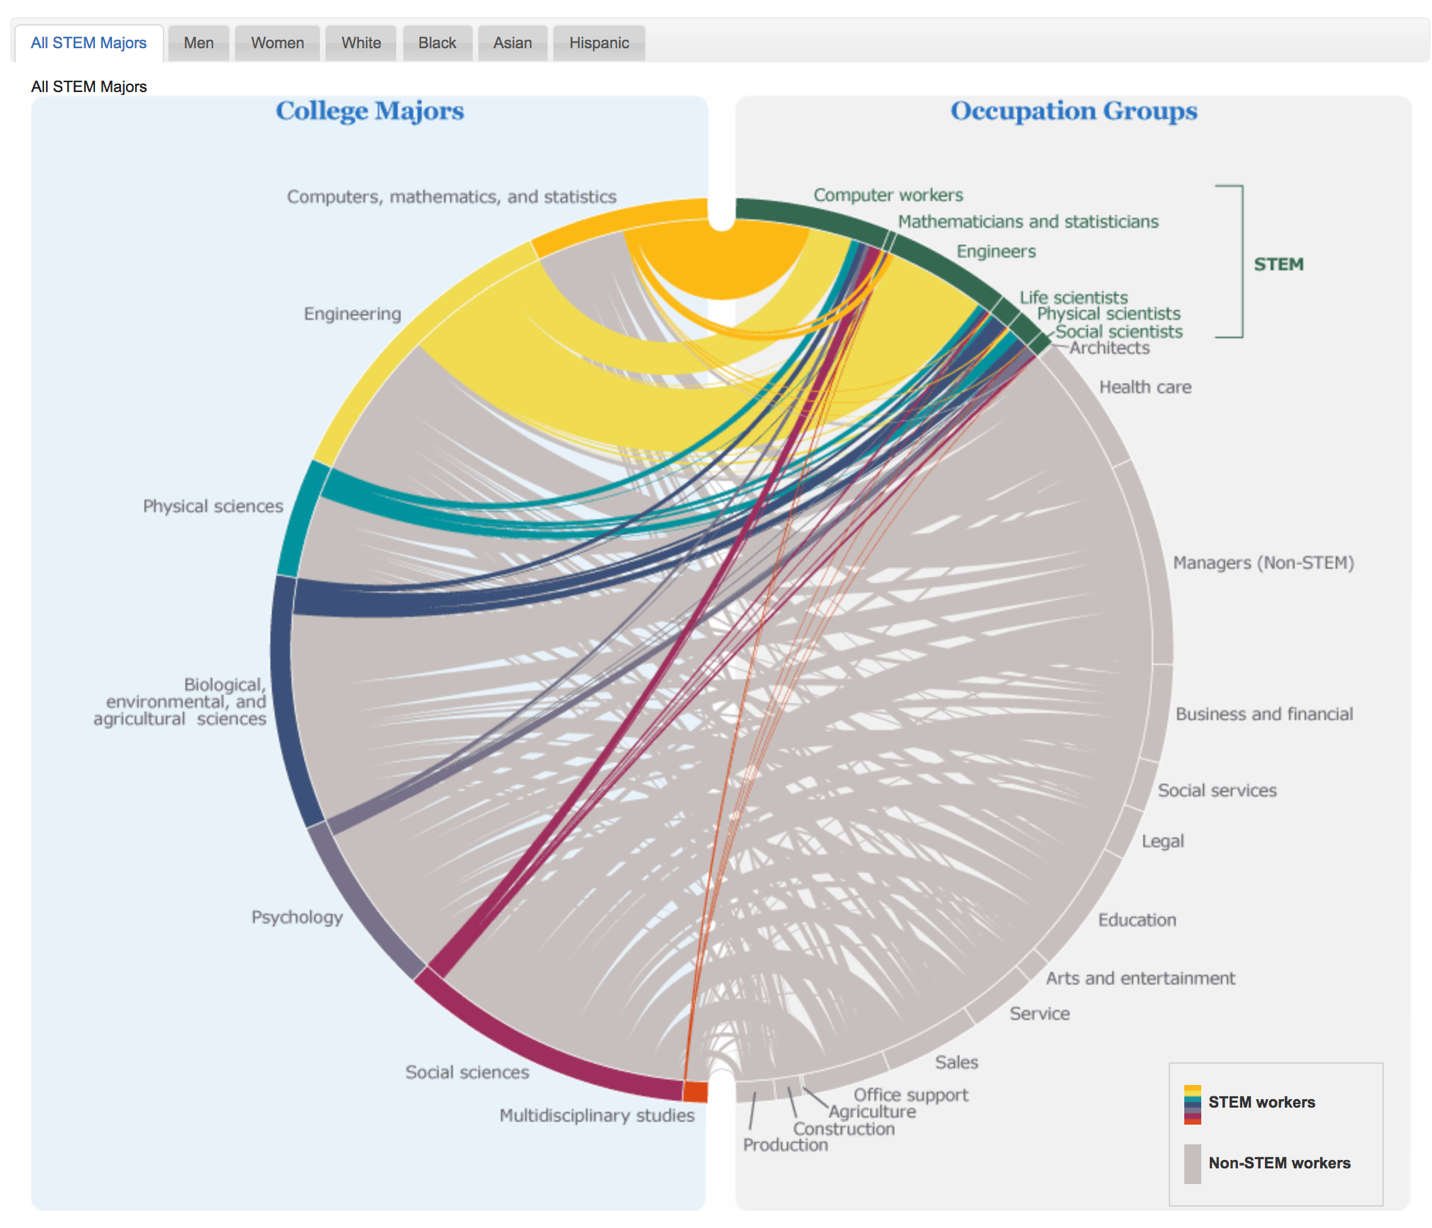 All STEM Majors
Men
Women
White
Black
Asian
Hispanic
All STEM Majors
College Majors
Occupation Groups
Computers, mathematics, and statistics
Engineering
Physical sciences
Biological,
environmental, and
agricultural sciences
Psychology
Social sciences
Multidisciplinary studies
Computer workers
Mathematicians and statisticians
Engineers
Life scientists
Physical scientists
Social scientists
STEM
Architects
Health care
Managers (Non-STEM)
Business and financial
Social services
Legal
Education
Arts and entertainment
Service
Sales
Office support
Agriculture
Construction
Production
STEM workers
Non-STEM workers